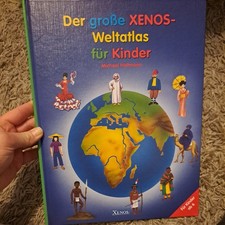 Der große XENOS-
Weltatlas
für Kinder
XENOS